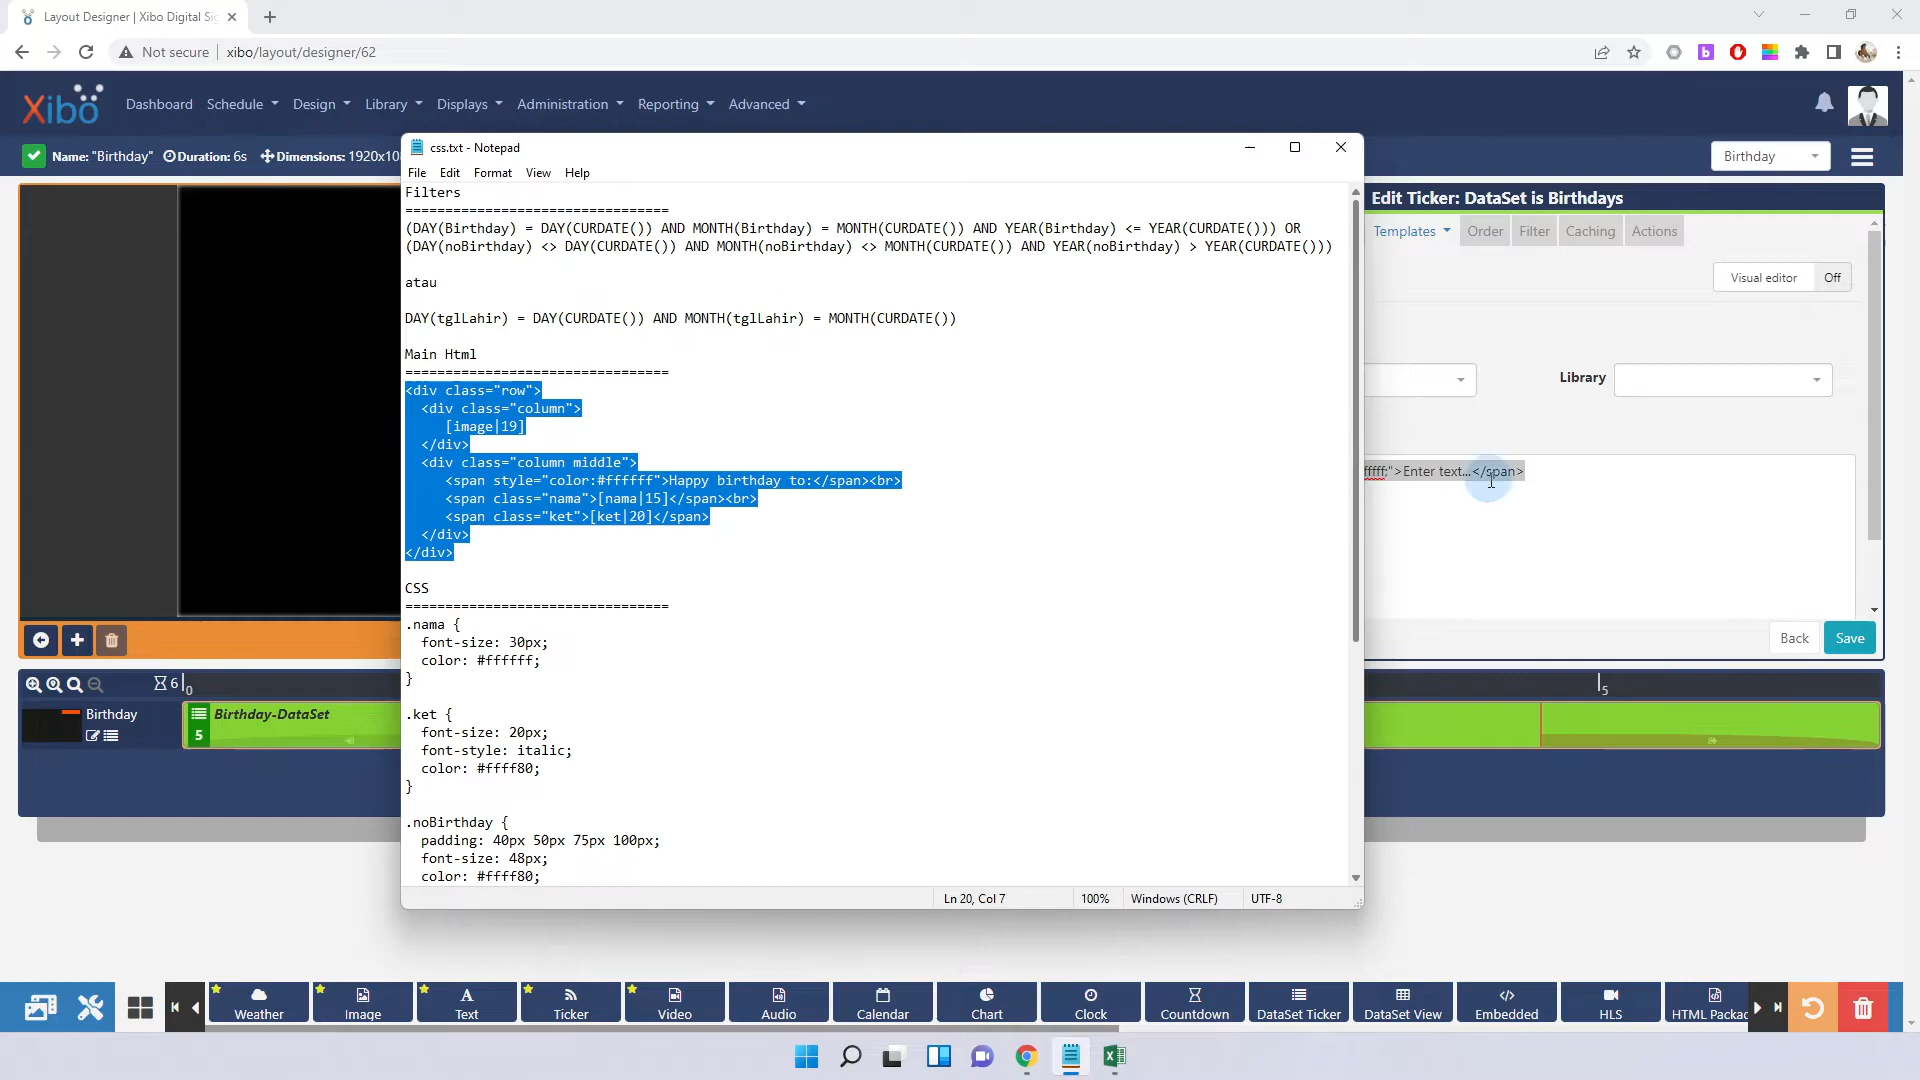 Layout Designer | Xibo Digital Si
Not secure
xibo/layout/designer/62
Xibo
Dashboard
Schedule
Design
Library
Displays
Administration
Reporting
Advanced
Name: "Birthday"
Duration: 6s
Dimensions: 1920x10
Birthday
css.txt - Notepad
File
Edit
Format
View
Help
Filters
=================================
(DAY(Birthday) = DAY(CURDATE()) AND MONTH(Birthday) = MONTH(CURDATE()) AND YEAR(Birthday) <= YEAR(CURDATE())) OR
(DAY(noBirthday) <> DAY(CURDATE()) AND MONTH(noBirthday) <> MONTH(CURDATE()) AND YEAR(noBirthday) > YEAR(CURDATE()))
atau
DAY(tglLahir) = DAY(CURDATE()) AND MONTH(tglLahir) = MONTH(CURDATE())
Main Html
=================================
<div class="row">
<div class="column">
[image|19]
</div>
<div class="column middle">
<span style="color:#ffffff">Happy birthday to:</span><br>
<span class="nama">[nama|15]</span><br>
<span class="ket">[ket|20]</span>
</div>
</div>
CSS
=================================
.nama {
font-size: 30px;
color: #ffffff;
}
.ket {
font-size: 20px;
font-style: italic;
color: #ffff80;
}
.noBirthday {
padding: 40px 50px 75px 100px;
font-size: 48px;
color: #ffff80;
Ln 20, Col 7
100%
Windows (CRLF)
UTF-8
Edit Ticker: DataSet is Birthdays
Templates
Order
Filter
Caching
Actions
Visual editor
Off
Library
fffff;">Enter text...</span>
Back
Save
6
0
5
Birthday
Birthday-DataSet
5
Weather
Image
Text
Ticker
Video
Audio
Calendar
Chart
Clock
Countdown
DataSet Ticker
DataSet View
Embedded
HLS
HTML Packag